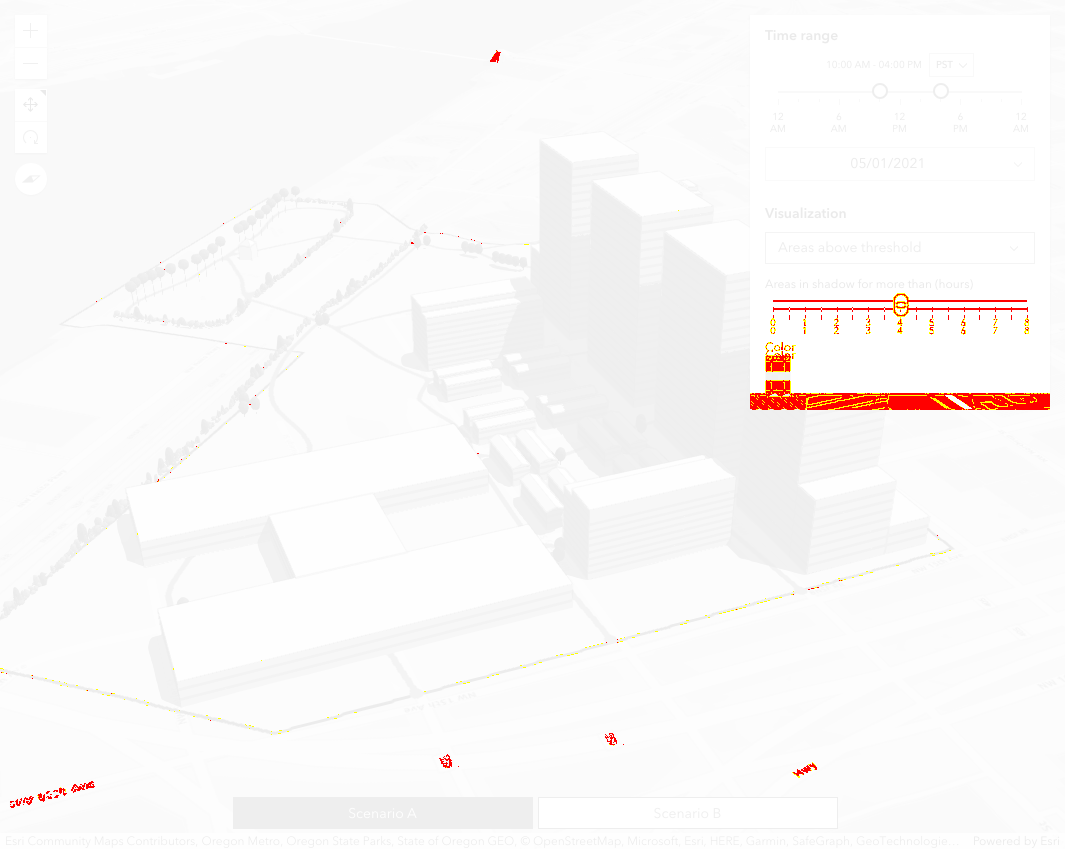 Time range
10:00 AM - 04:00 PM PST
12 AM 6 AM 12 PM 6 PM 12 AM
05/01/2021
Visualization
Areas above threshold
Areas in shadow for more than (hours)
0 1 2 3 4 5 6 7 8
Color
Hwy
Scenario A Scenario B
Esri Community Maps Contributors, Oregon Metro, Oregon State Parks, State of Oregon GEO, © OpenStreetMap, Microsoft, Esri, HERE, Garmin, SafeGraph, GeoTechnologie... Powered by Esri